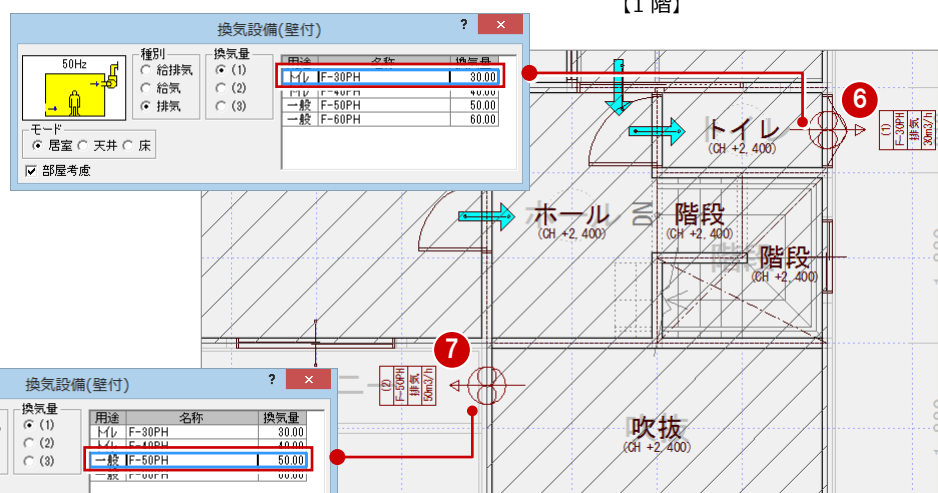 【1階】
換気設備(壁付)
? ×
50Hz
種別
給排気
給気
排気
換気量
(1)
(2)
(3)
モード
居室 天井 床
部屋考慮
用途 名称 換気量
トイレ F-30PH 30.00
トイレ F-40PH 40.00
一般 F-50PH 50.00
一般 F-60PH 60.00
6
(1)
F-30PH
排気
30m3/h
トイレ
(CH +2,400)
ホール
(CH +2,400)
DN
階段
(CH +2,400)
階段
(CH +2,400)
7
(2)
F-50PH
排気
50m3/h
吹抜
(CH +2,400)
換気設備(壁付)
? ×
換気量
(1)
(2)
(3)
用途 名称 換気量
トイレ F-30PH 30.00
トイレ F-40PH 40.00
一般 F-50PH 50.00
一般 F-60PH 60.00